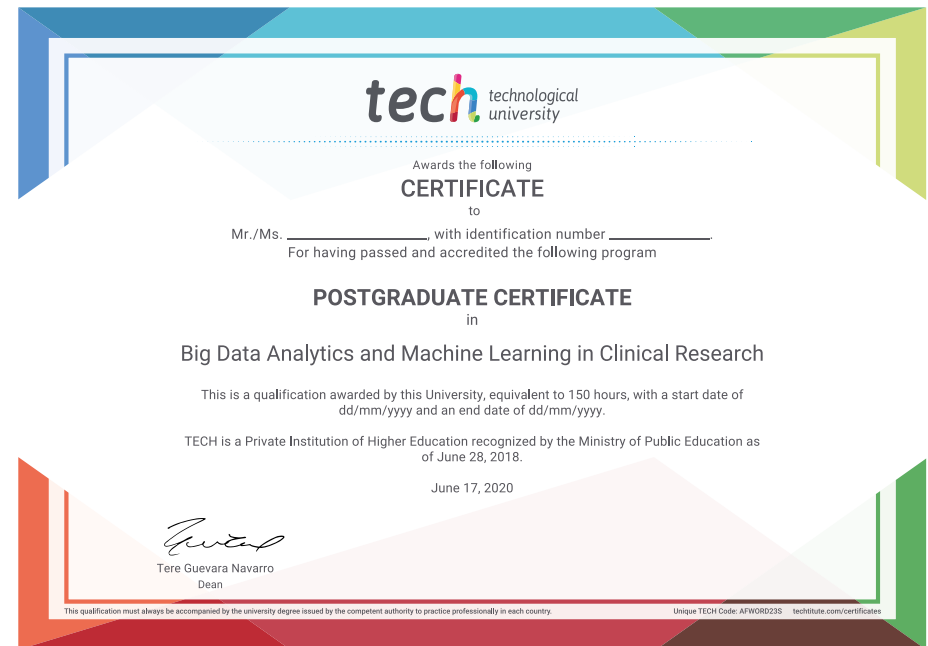 tech technological
university
Awards the following
CERTIFICATE
to
Mr./Ms. ____________________, with identification number ______________.
For having passed and accredited the following program
POSTGRADUATE CERTIFICATE
in
Big Data Analytics and Machine Learning in Clinical Research
This is a qualification awarded by this University, equivalent to 150 hours, with a start date of
dd/mm/yyyy and an end date of dd/mm/yyyy.
TECH is a Private Institution of Higher Education recognized by the Ministry of Public Education as
of June 28, 2018.
June 17, 2020
Tere Guevara Navarro
Dean
This qualification must always be accompanied by the university degree issued by the competent authority to practice professionally in each country.
Unique TECH Code: AFWORD23S techtitute.com/certificates